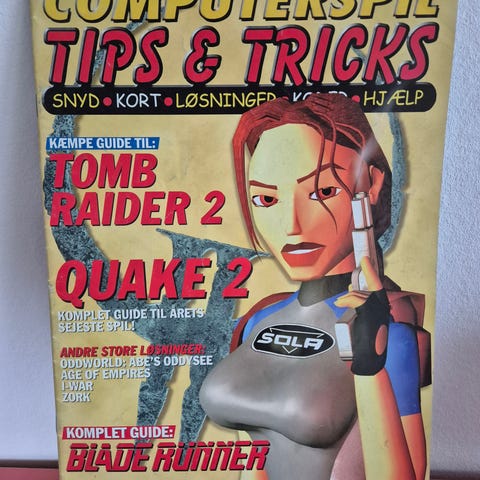 COMPUTERSPIL
TIPS & TRICKS
SNYD • KORT • LØSNINGER • KODER • HJÆLP
KÆMPE GUIDE TIL:
TOMB
RAIDER 2
QUAKE 2
KOMPLET GUIDE TIL ÅRETS
SEJESTE SPIL!
ANDRE STORE LØSNINGER:
ODDWORLD: ABE'S ODDYSEE
AGE OF EMPIRES
I-WAR
ZORK
SOLA
KOMPLET GUIDE:
BLADE RUNNER